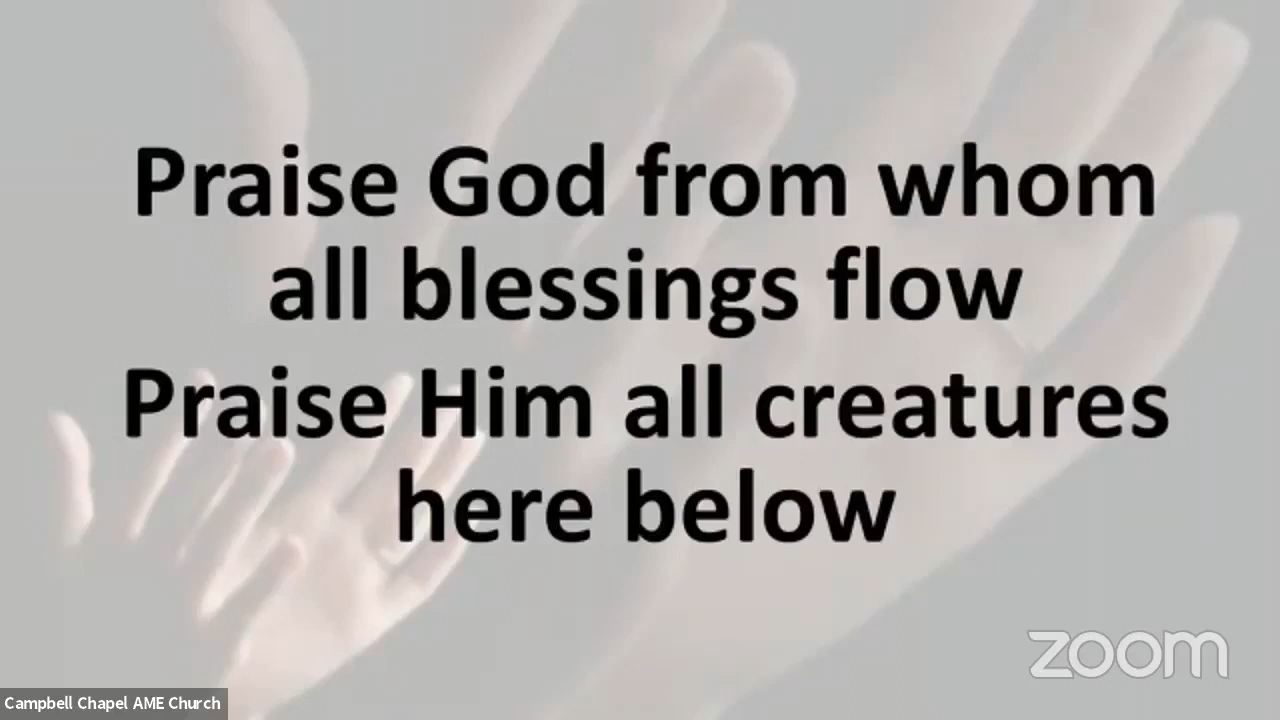 Praise God from whom
all blessings flow
Praise Him all creatures
here below
zoom
Campbell Chapel AME Church